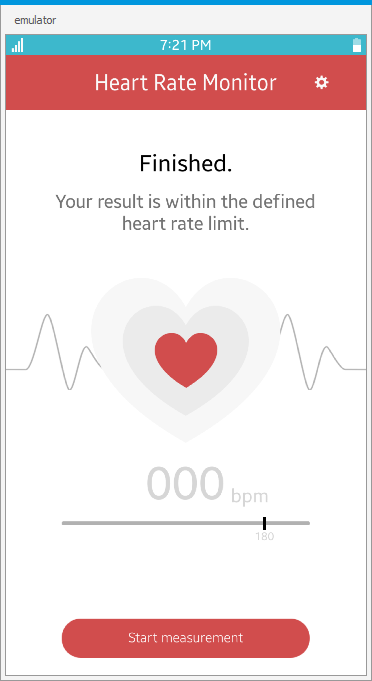 emulator
7:21 PM
Heart Rate Monitor
Finished.
Your result is within the defined
heart rate limit.
000 bpm
180
Start measurement